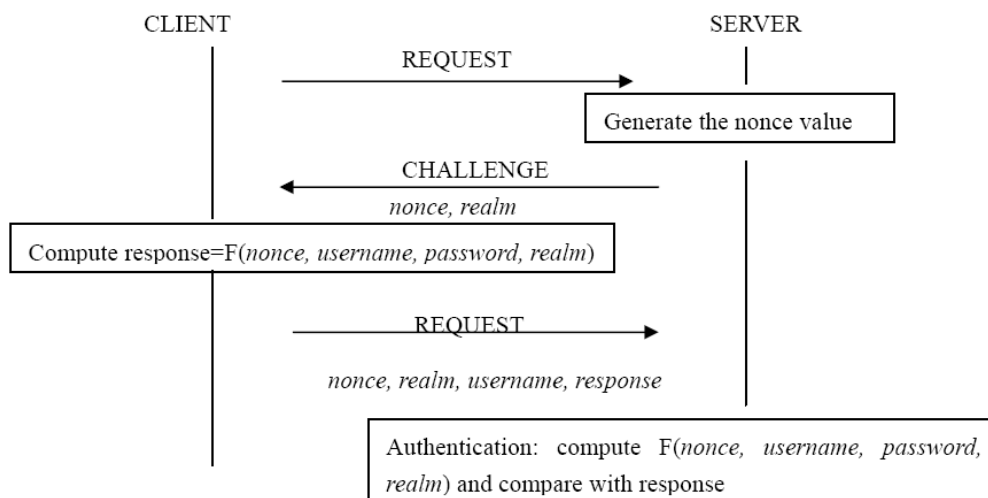 CLIENT
SERVER
REQUEST
Generate the nonce value
CHALLENGE
nonce, realm
Compute response=F(nonce, username, password, realm)
REQUEST
nonce, realm, username, response
Authentication: compute F(nonce, username, password,
realm) and compare with response